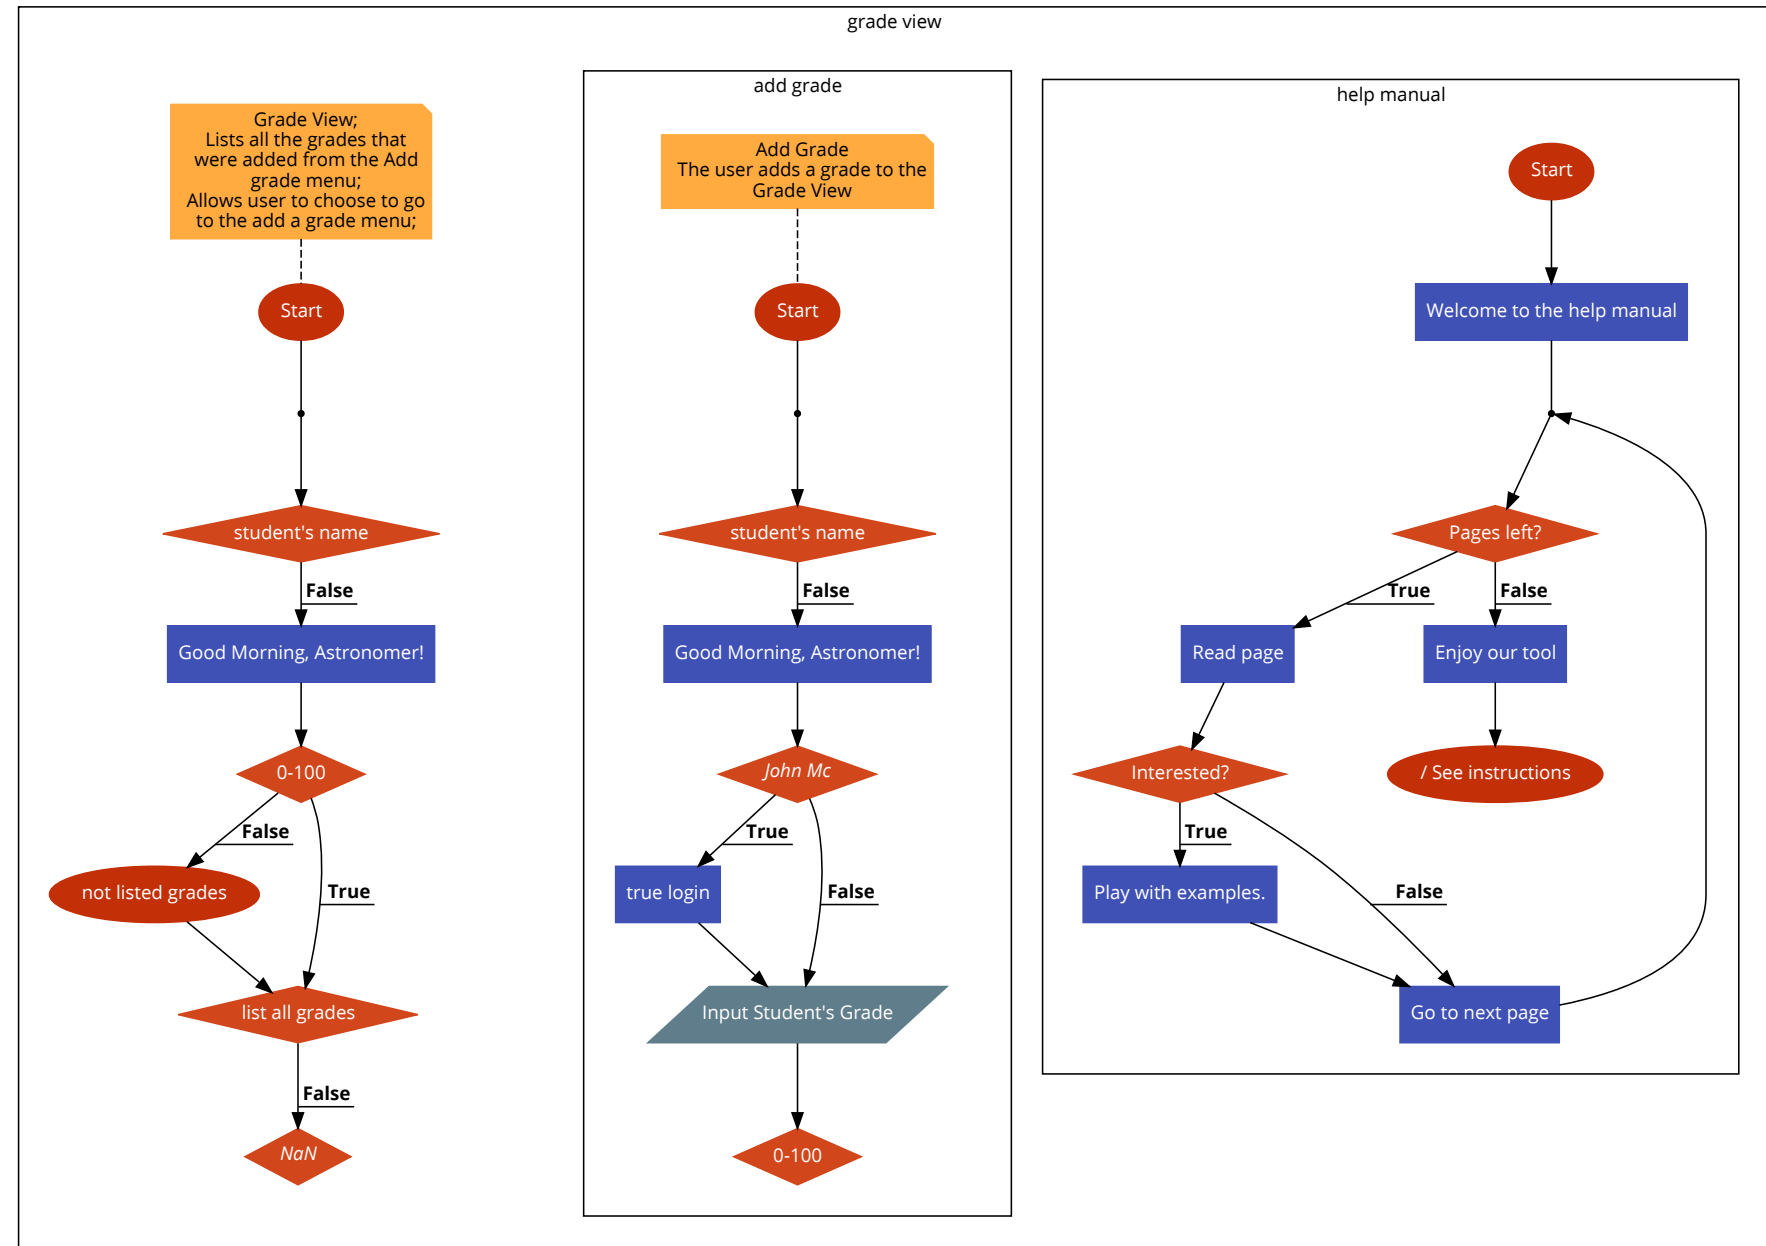 grade view
Grade View;
Lists all the grades that
were added from the Add
grade menu;
Allows user to choose to go
to the add a grade menu;
Start
student's name
False
Good Morning, Astronomer!
0-100
False
True
not listed grades
list all grades
False
NaN
add grade
Add Grade
The user adds a grade to the
Grade View
Start
student's name
False
Good Morning, Astronomer!
John Mc
True
False
true login
Input Student's Grade
0-100
help manual
Start
Welcome to the help manual
Pages left?
True
False
Read page
Enjoy our tool
Interested?
/ See instructions
True
False
Play with examples.
Go to next page